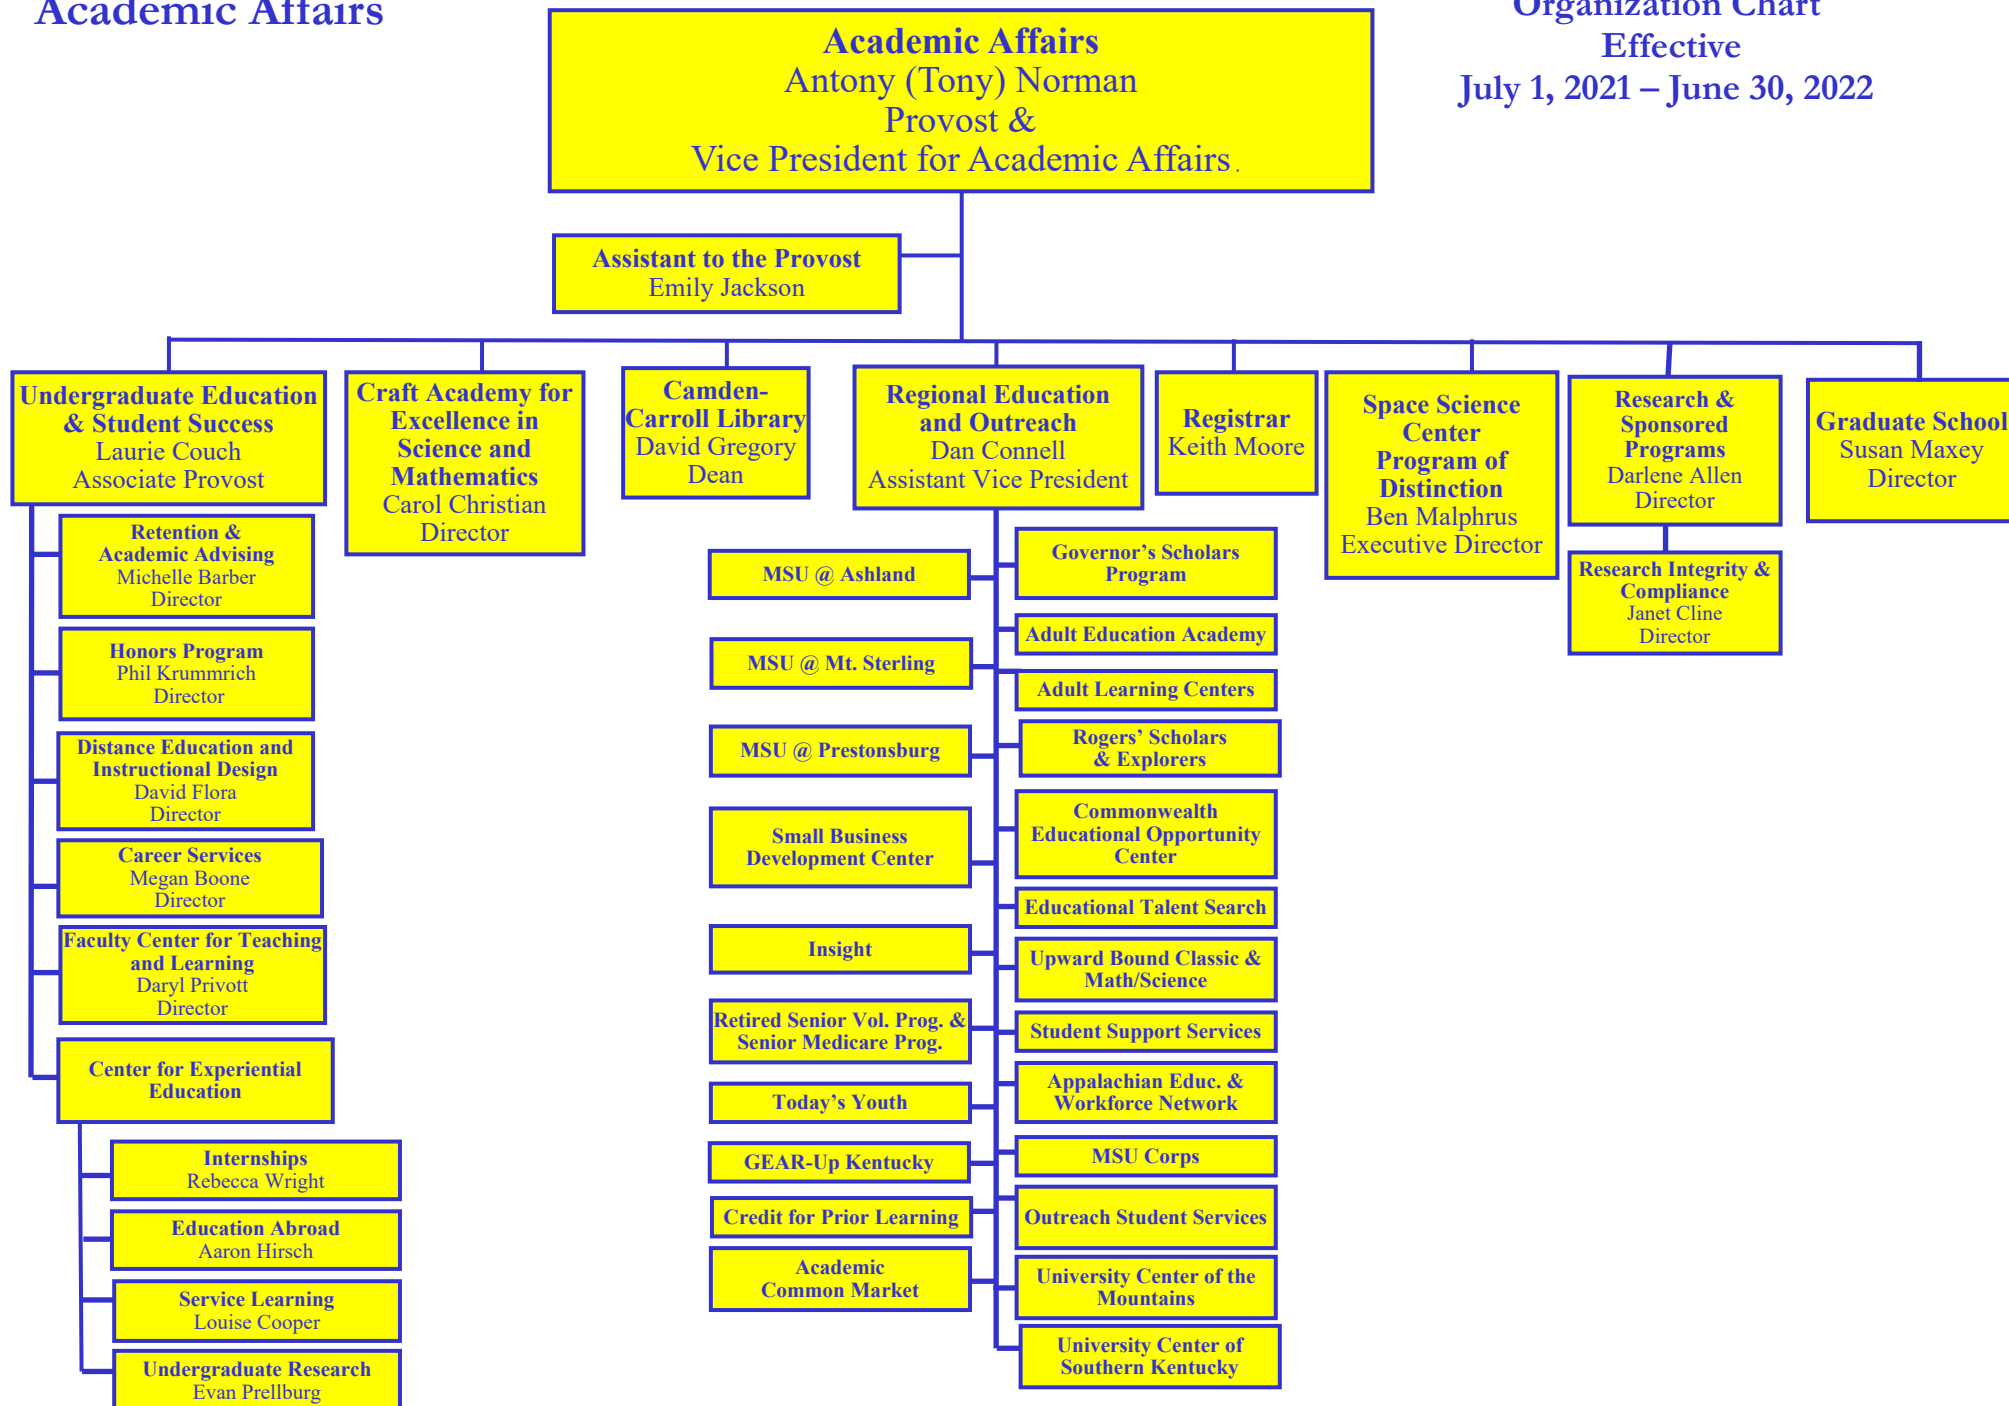 Academic Affairs
Organization Chart
Effective
July 1, 2021 – June 30, 2022
Academic Affairs
Antony (Tony) Norman
Provost &
Vice President for Academic Affairs.
Assistant to the Provost
Emily Jackson
Undergraduate Education
& Student Success
Laurie Couch
Associate Provost
Craft Academy for
Excellence in
Science and
Mathematics
Carol Christian
Director
Camden-
Carroll Library
David Gregory
Dean
Regional Education
and Outreach
Dan Connell
Assistant Vice President
Registrar
Keith Moore
Space Science
Center
Program of
Distinction
Ben Malphrus
Executive Director
Research &
Sponsored
Programs
Darlene Allen
Director
Graduate School
Susan Maxey
Director
Research Integrity &
Compliance
Janet Cline
Director
Retention &
Academic Advising
Michelle Barber
Director
Honors Program
Phil Krummrich
Director
Distance Education and
Instructional Design
David Flora
Director
Career Services
Megan Boone
Director
Faculty Center for Teaching
and Learning
Daryl Privott
Director
Center for Experiential
Education
Internships
Rebecca Wright
Education Abroad
Aaron Hirsch
Service Learning
Louise Cooper
Undergraduate Research
Evan Prellburg
MSU @ Ashland
MSU @ Mt. Sterling
MSU @ Prestonsburg
Small Business
Development Center
Insight
Retired Senior Vol. Prog. &
Senior Medicare Prog.
Today’s Youth
GEAR-Up Kentucky
Credit for Prior Learning
Academic
Common Market
Governor’s Scholars
Program
Adult Education Academy
Adult Learning Centers
Rogers’ Scholars
& Explorers
Commonwealth
Educational Opportunity
Center
Educational Talent Search
Upward Bound Classic &
Math/Science
Student Support Services
Appalachian Educ. &
Workforce Network
MSU Corps
Outreach Student Services
University Center of the
Mountains
University Center of
Southern Kentucky